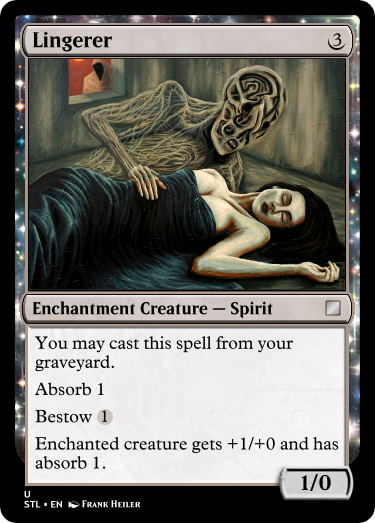 Lingerer 3
Enchantment Creature — Spirit
You may cast this spell from your
graveyard.
Absorb 1
Bestow 1
Enchanted creature gets +1/+0 and has
absorb 1.
1/0
U
STL • EN Frank Heiler